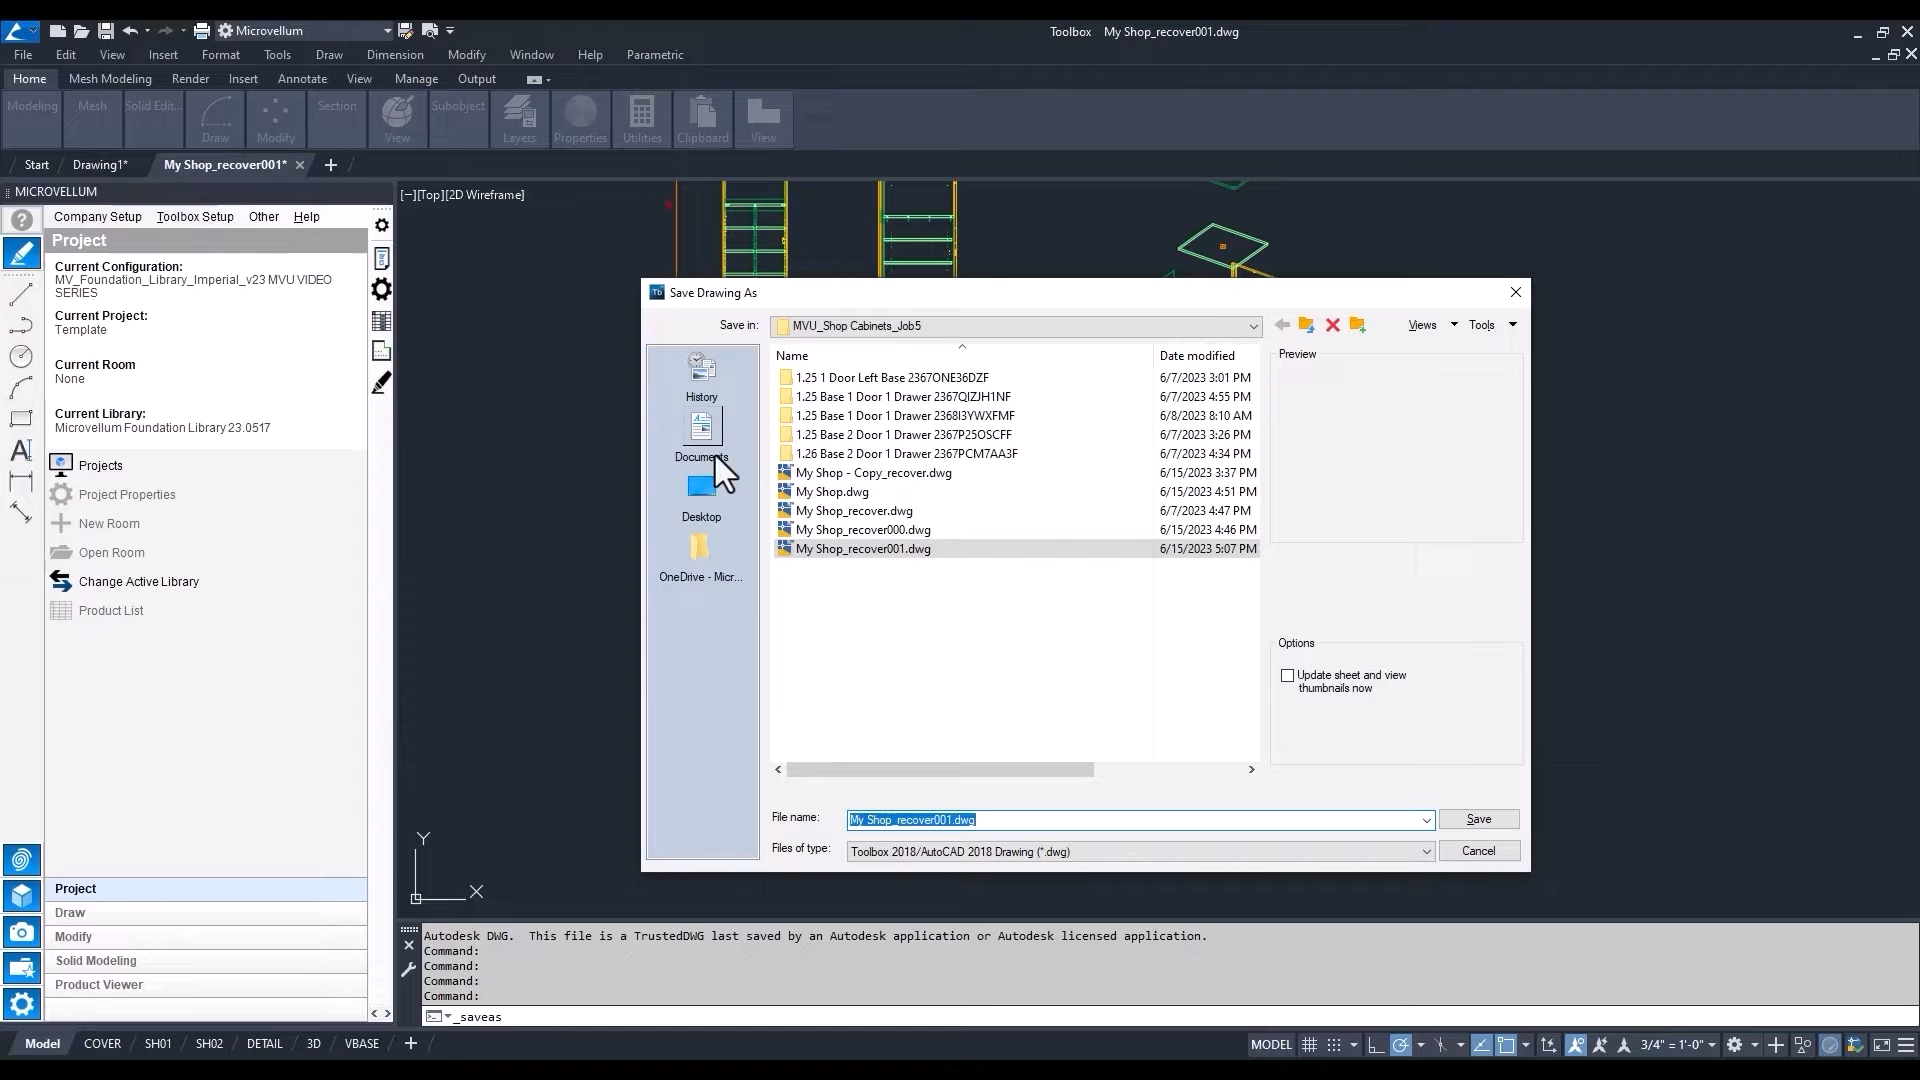 Microvellum
Toolbox My Shop_recover001.dwg
File Edit View Insert Format Tools Draw Dimension Modify Window Help Parametric
Home Mesh Modeling Render Insert Annotate View Manage Output
Modeling Mesh Solid Edit... Draw Modify Section View Subobject Layers Properties Utilities Clipboard View
Start Drawing1* My Shop_recover001*
MICROVELLUM
[−][Top][2D Wireframe]
Company Setup Toolbox Setup Other Help
Project
Current Configuration:
MV_Foundation_Library_Imperial_v23 MVU VIDEO
SERIES
Current Project:
Template
Current Room
None
Current Library:
Microvellum Foundation Library 23.0517
Projects
Project Properties
New Room
Open Room
Change Active Library
Product List
Project
Draw
Modify
Solid Modeling
Product Viewer
Tb Save Drawing As
Save in: MVU_Shop Cabinets_Job5 Views Tools
History
Documents
Desktop
OneDrive - Micr...
Name Date modified
1.25 1 Door Left Base 2367ONE36DZF 6/7/2023 3:01 PM
1.25 Base 1 Door 1 Drawer 2367QIZJH1NF 6/7/2023 4:55 PM
1.25 Base 1 Door 1 Drawer 2368I3YWXFMF 6/8/2023 8:10 AM
1.25 Base 2 Door 1 Drawer 2367P25OSCFF 6/7/2023 3:26 PM
1.26 Base 2 Door 1 Drawer 2367PCM7AA3F 6/7/2023 4:34 PM
My Shop - Copy_recover.dwg 6/15/2023 3:37 PM
My Shop.dwg 6/15/2023 4:51 PM
My Shop_recover.dwg 6/7/2023 4:47 PM
My Shop_recover000.dwg 6/15/2023 4:46 PM
My Shop_recover001.dwg 6/15/2023 5:07 PM
Preview
Options
Update sheet and view
thumbnails now
File name: My Shop_recover001.dwg Save
Files of type: Toolbox 2018/AutoCAD 2018 Drawing (*.dwg) Cancel
Y
X
Autodesk DWG. This file is a TrustedDWG last saved by an Autodesk application or Autodesk licensed application.
Command:
Command:
Command:
Command:
_saveas
Model COVER SH01 SH02 DETAIL 3D VBASE
MODEL 3/4" = 1'-0"